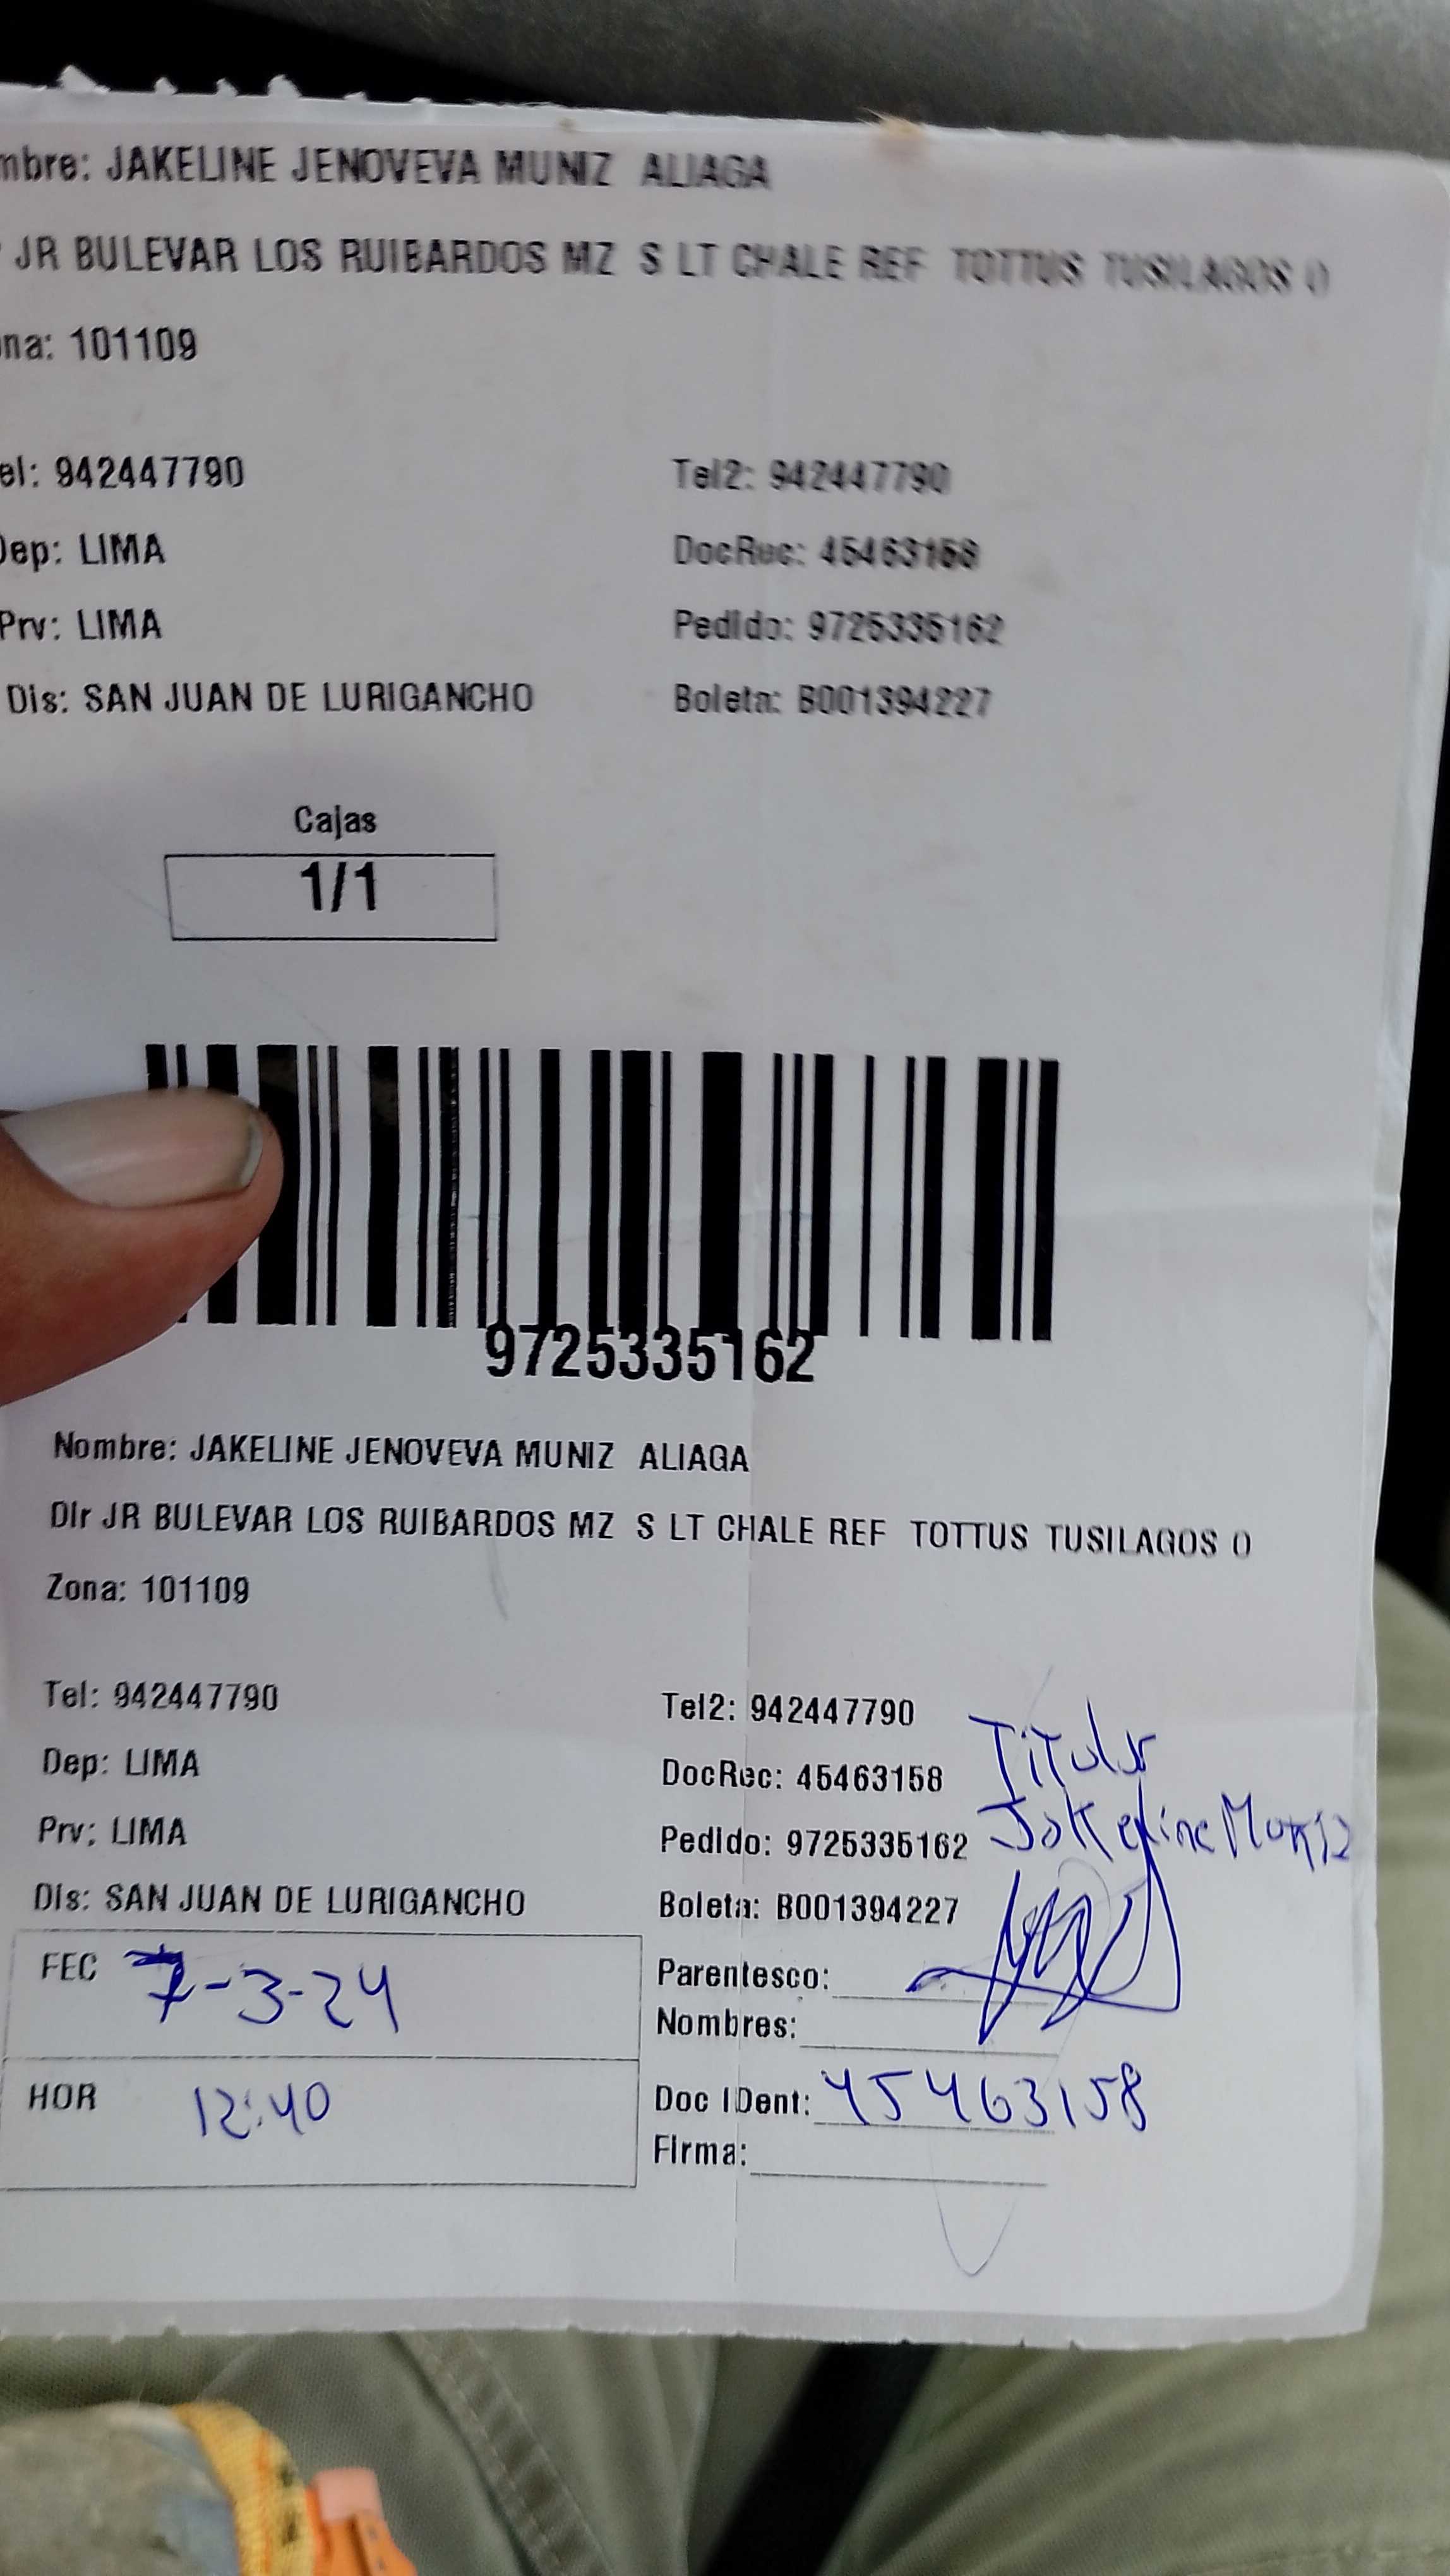 mbre: JAKELINE JENOVEVA MUNIZ ALIAGA
JR BULEVAR LOS RUIBARDOS MZ S LT CHALE REF TOTTUS TUSILAGOS 0
na: 101109
el: 942447790 Tel2: 942447790
Dep: LIMA DocRec: 45463158
Prv: LIMA Pedido: 9725335162
Dis: SAN JUAN DE LURIGANCHO Boleta: B001394227
Cajas
1/1
9725335162
Nombre: JAKELINE JENOVEVA MUNIZ ALIAGA
Dir JR BULEVAR LOS RUIBARDOS MZ S LT CHALE REF TOTTUS TUSILAGOS 0
Zona: 101109
Tel: 942447790 Tel2: 942447790
Titular
Dep: LIMA DocRec: 45463158
Jakeline Muniz
Prv: LIMA Pedido: 9725335162
Dis: SAN JUAN DE LURIGANCHO Boleta: B001394227
FEC 7-3-24 Parentesco:
Nombres:
HOR 12:40 Doc IDent: 45463158
Firma: